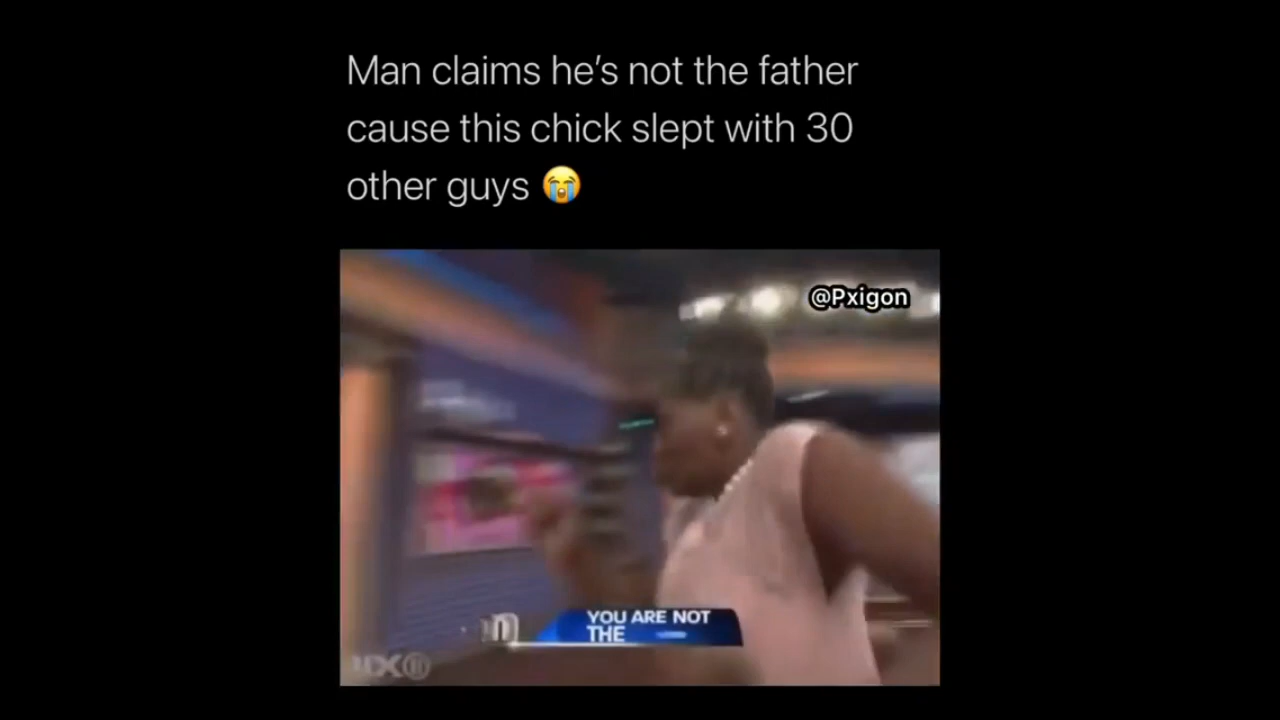 Man claims he's not the father
cause this chick slept with 30
other guys 😭
@Pxigon
YOU ARE NOT
THE